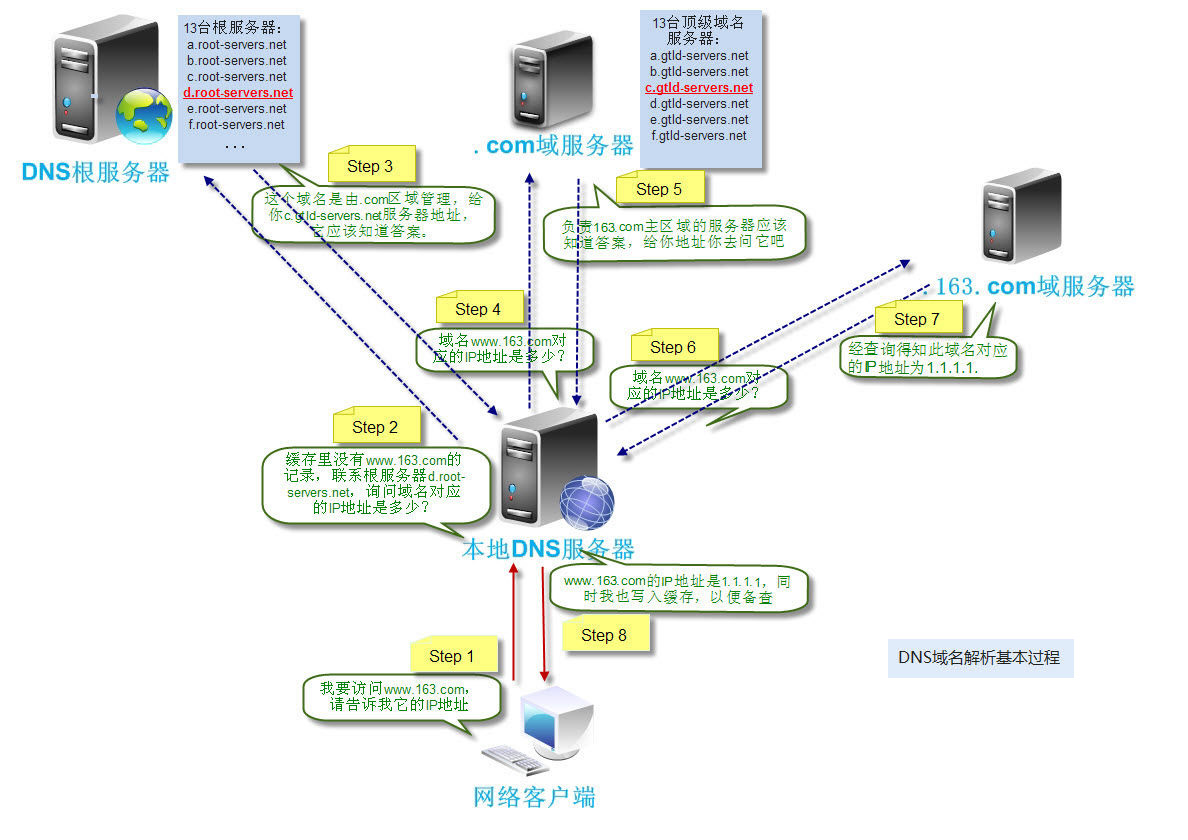 13台根服务器：
a.root-servers.net
b.root-servers.net
c.root-servers.net
d.root-servers.net
e.root-servers.net
f.root-servers.net
...
DNS根服务器
13台顶级域名
服务器：
a.gtld-servers.net
b.gtld-servers.net
c.gtld-servers.net
d.gtld-servers.net
e.gtld-servers.net
f.gtld-servers.net
.com域服务器
Step 3
这个域名是由.com区域管理，给
你c.gtld-servers.net服务器地址，
它应该知道答案。
Step 5
负责163.com主区域的服务器应该
知道答案，给你地址你去问它吧
.163.com域服务器
Step 4
域名www.163.com对
应的IP地址是多少？
Step 6
域名www.163.com对
应的IP地址是多少？
Step 7
经查询得知此域名对应
的IP地址为1.1.1.1.
Step 2
缓存里没有www.163.com的
记录，联系根服务器d.root-
servers.net，询问域名对应
的IP地址是多少？
本地DNS服务器
www.163.com的IP地址是1.1.1.1，同
时我也写入缓存，以便备查
Step 8
Step 1
我要访问www.163.com，
请告诉我它的IP地址
网络客户端
DNS域名解析基本过程